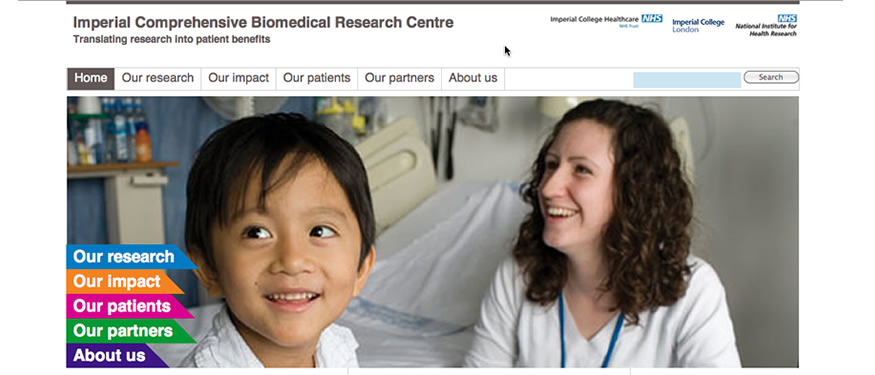 Imperial Comprehensive Biomedical Research Centre
Translating research into patient benefits
Imperial College Healthcare NHS
NHS Trust
Imperial College
London
NHS
National Institute for
Health Research
Home
Our research
Our impact
Our patients
Our partners
About us
Search
Our research
Our impact
Our patients
Our partners
About us